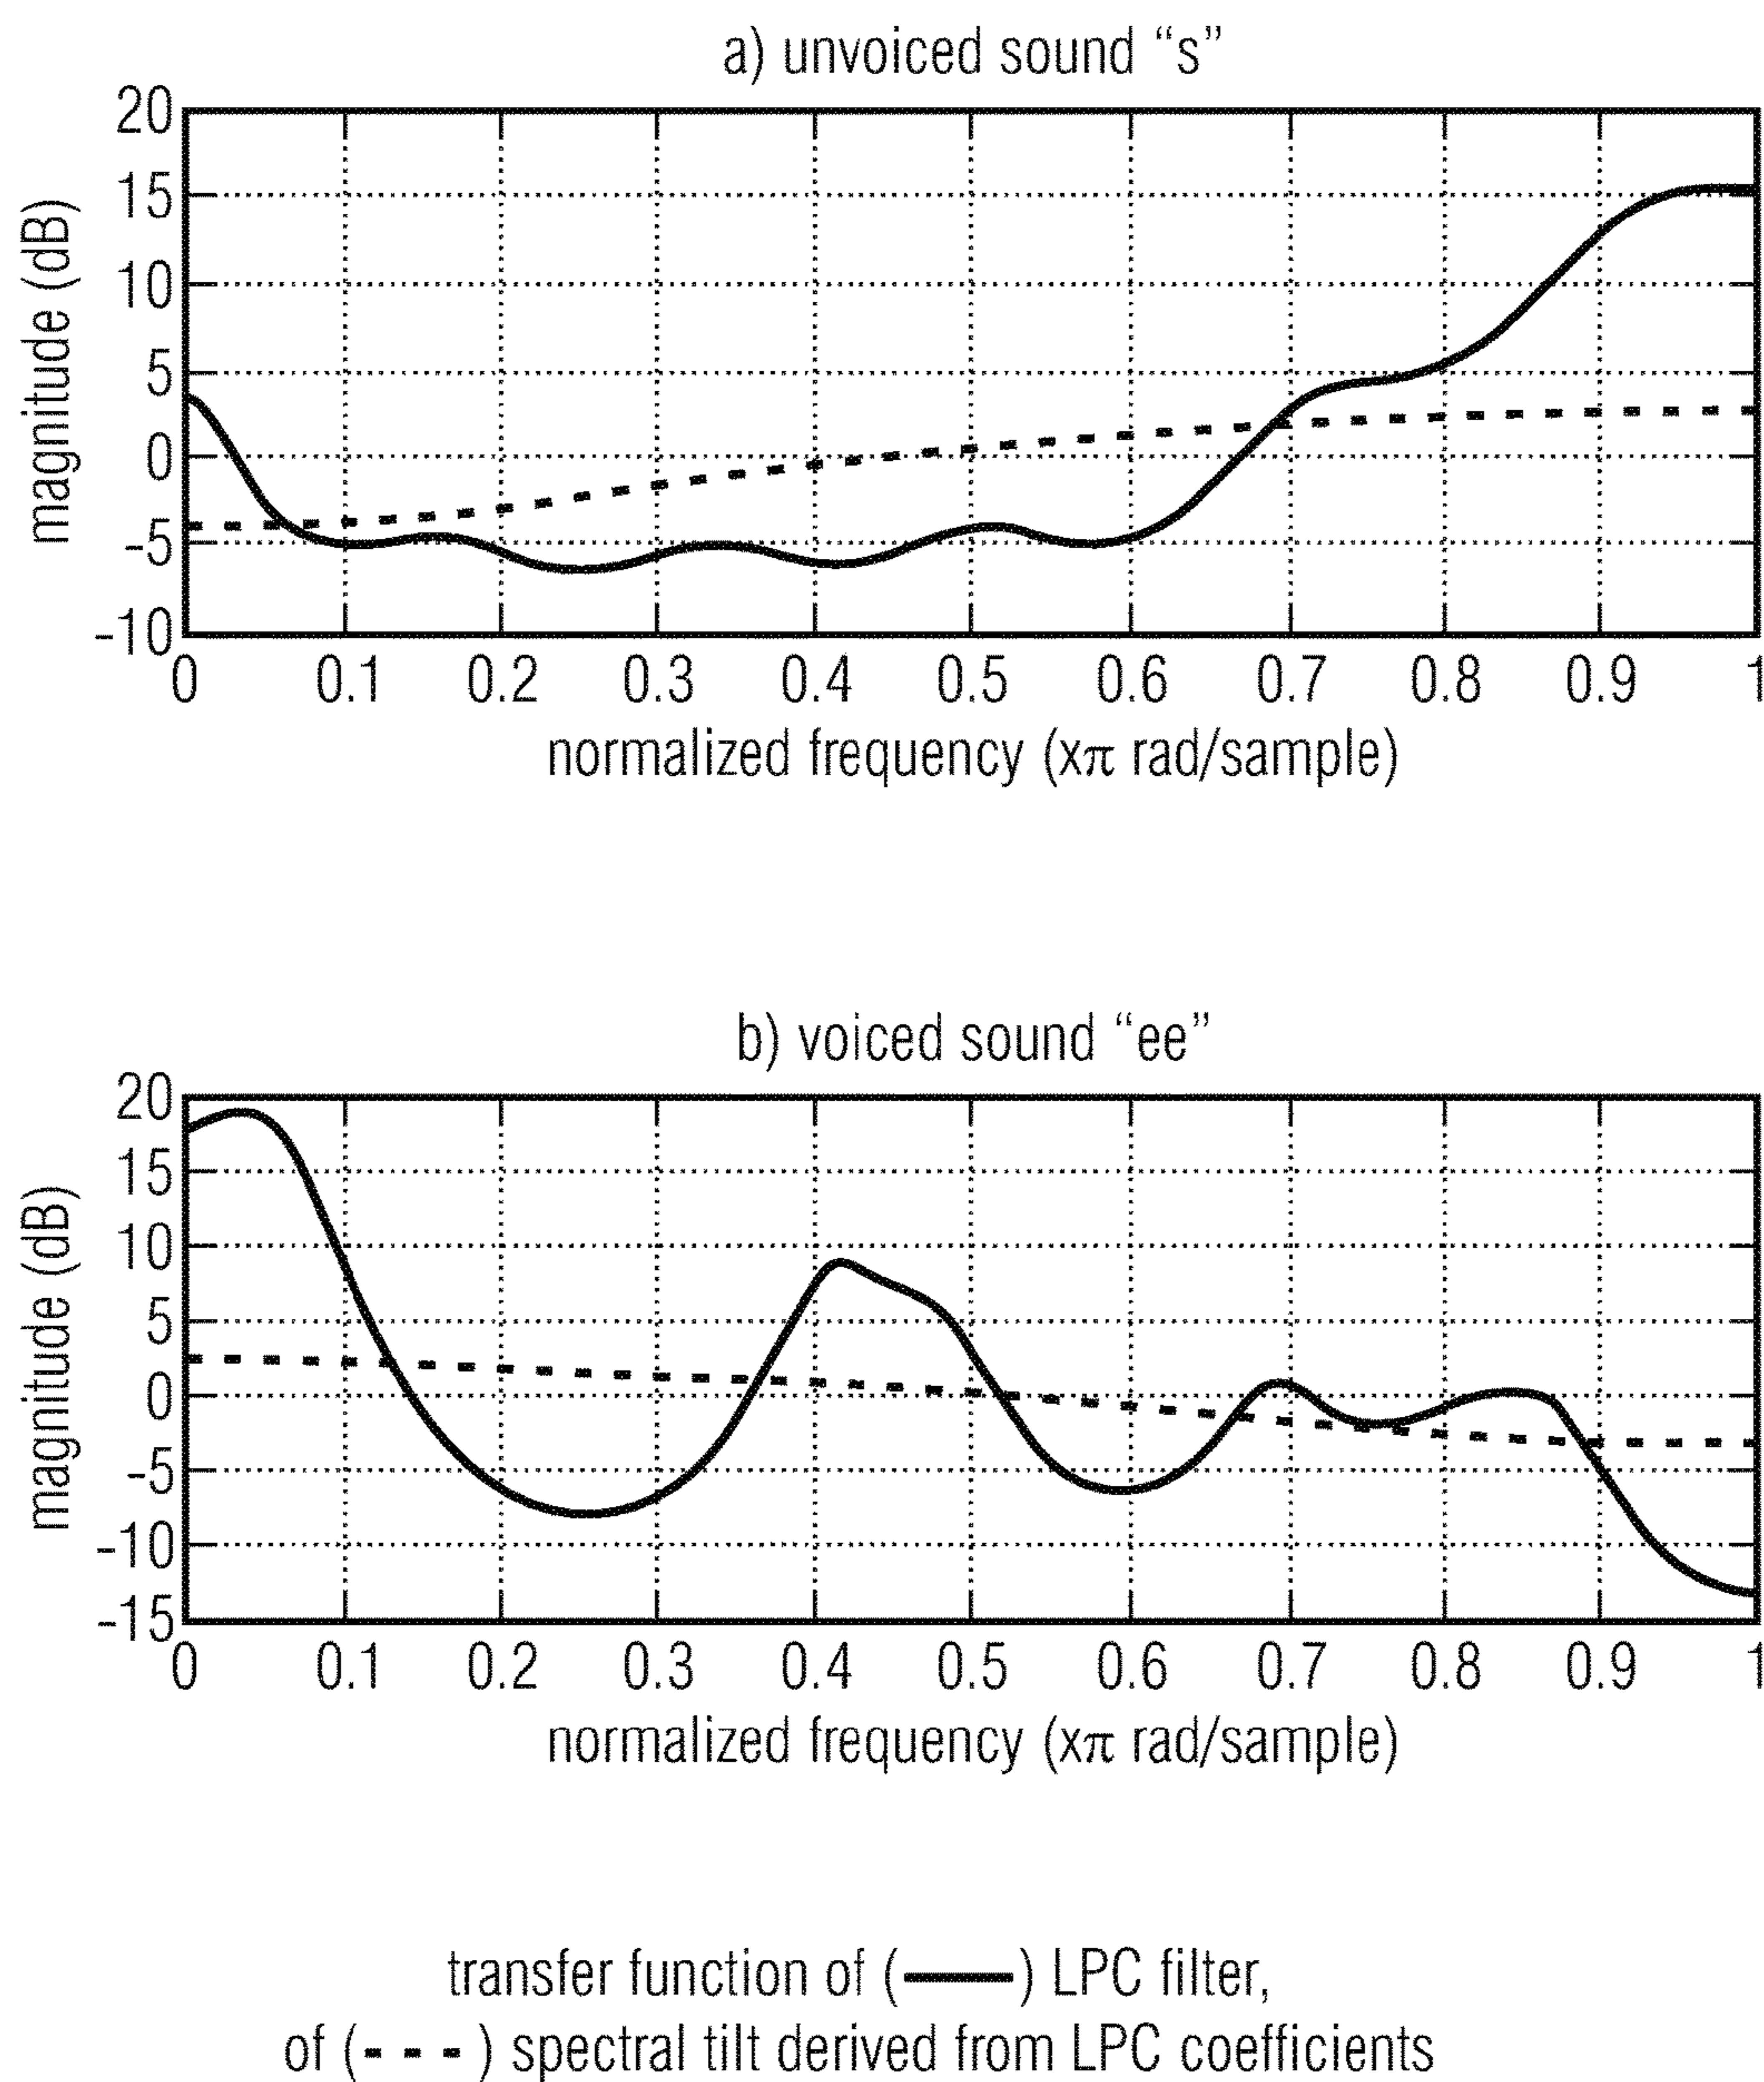 a) unvoiced sound “s”
20
15
10
5
0
-5
-10
magnitude (dB)
0 0.1 0.2 0.3 0.4 0.5 0.6 0.7 0.8 0.9 1
normalized frequency (xπ rad/sample)
b) voiced sound “ee”
20
15
10
5
0
-5
-10
-15
magnitude (dB)
0 0.1 0.2 0.3 0.4 0.5 0.6 0.7 0.8 0.9 1
normalized frequency (xπ rad/sample)
transfer function of (——) LPC filter,
of (- - - -) spectral tilt derived from LPC coefficients